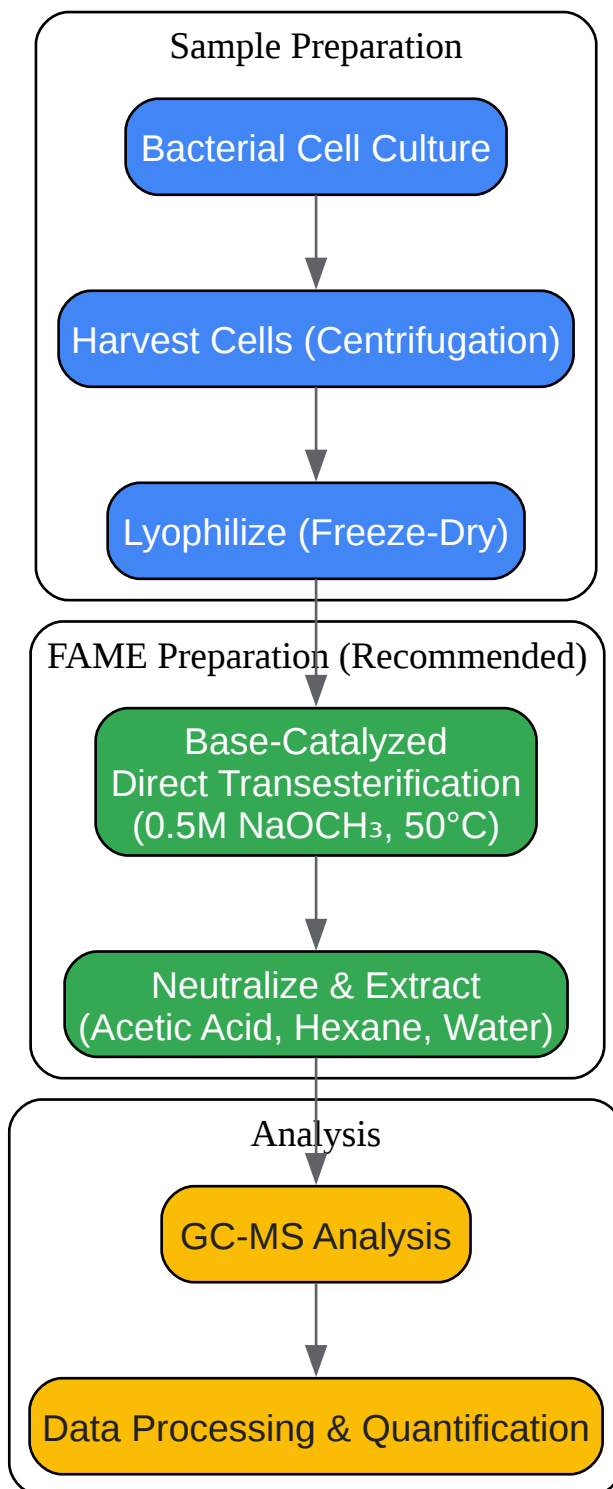 Sample Preparation
Bacterial Cell Culture
Harvest Cells (Centrifugation)
Lyophilize (Freeze-Dry)
FAME Preparation (Recommended)
Base-Catalyzed
Direct Transesterification
(0.5M NaOCH₃, 50°C)
Neutralize & Extract
(Acetic Acid, Hexane, Water)
Analysis
GC-MS Analysis
Data Processing & Quantification